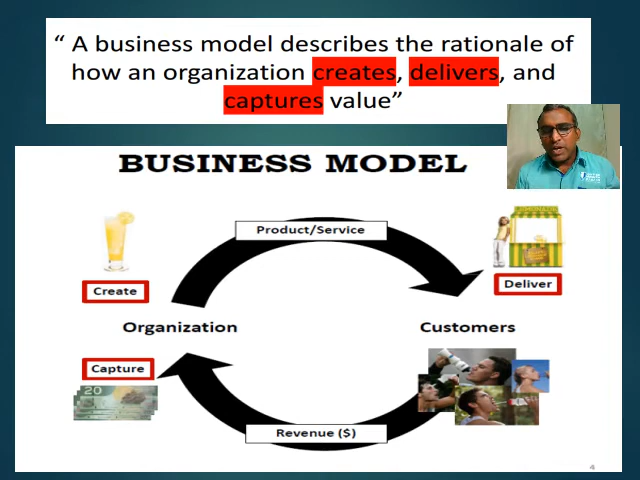 “ A business model describes the rationale of
how an organization creates, delivers, and
captures value”
BUSINESS MODEL
Product/Service
Create
Deliver
Organization
Customers
Capture
20
Revenue ($)
4